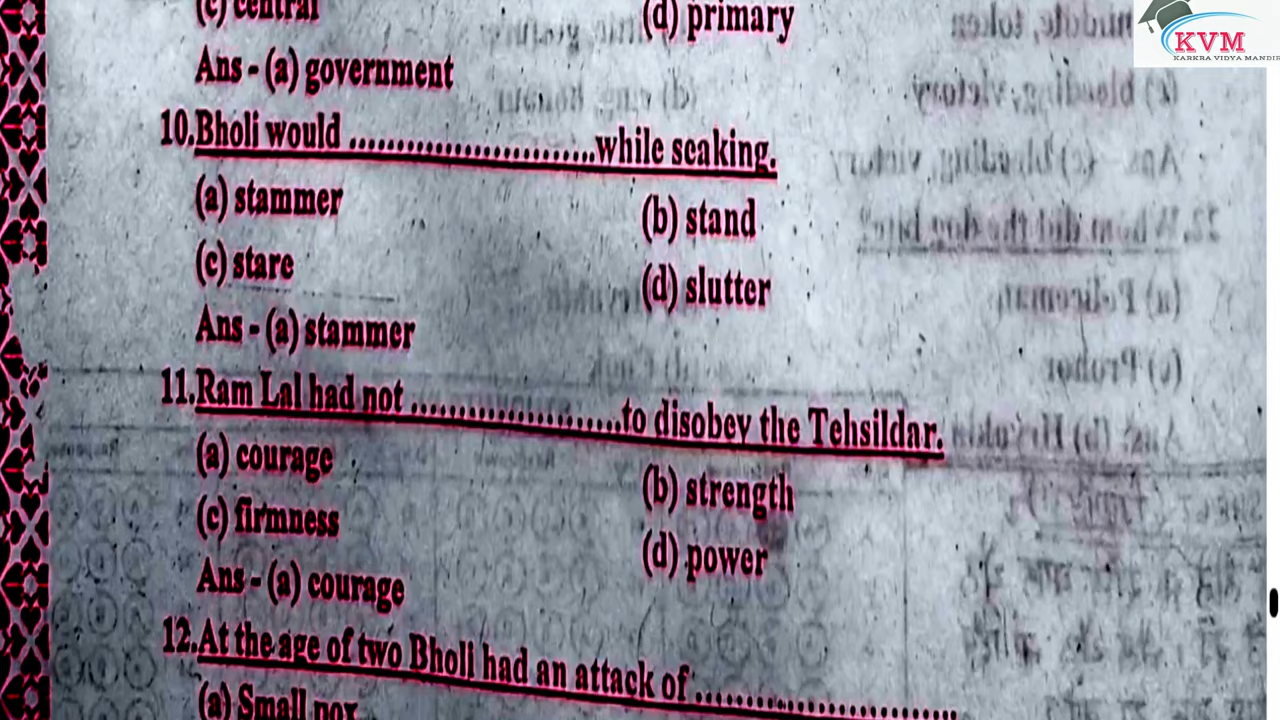 (c) central (d) primary
Ans - (a) government
10.Bholi would ..........................while seaking.
(a) stammer (b) stand
(c) stare (d) slutter
Ans - (a) stammer
11.Ram Lal had not ......................to disobey the Tehsildar.
(a) courage (b) strength
(c) firmness (d) power
Ans - (a) courage
12.At the age of two Bholi had an attack of ............................
(a) Small pox
KVM
KARKRA VIDYA MANDIR